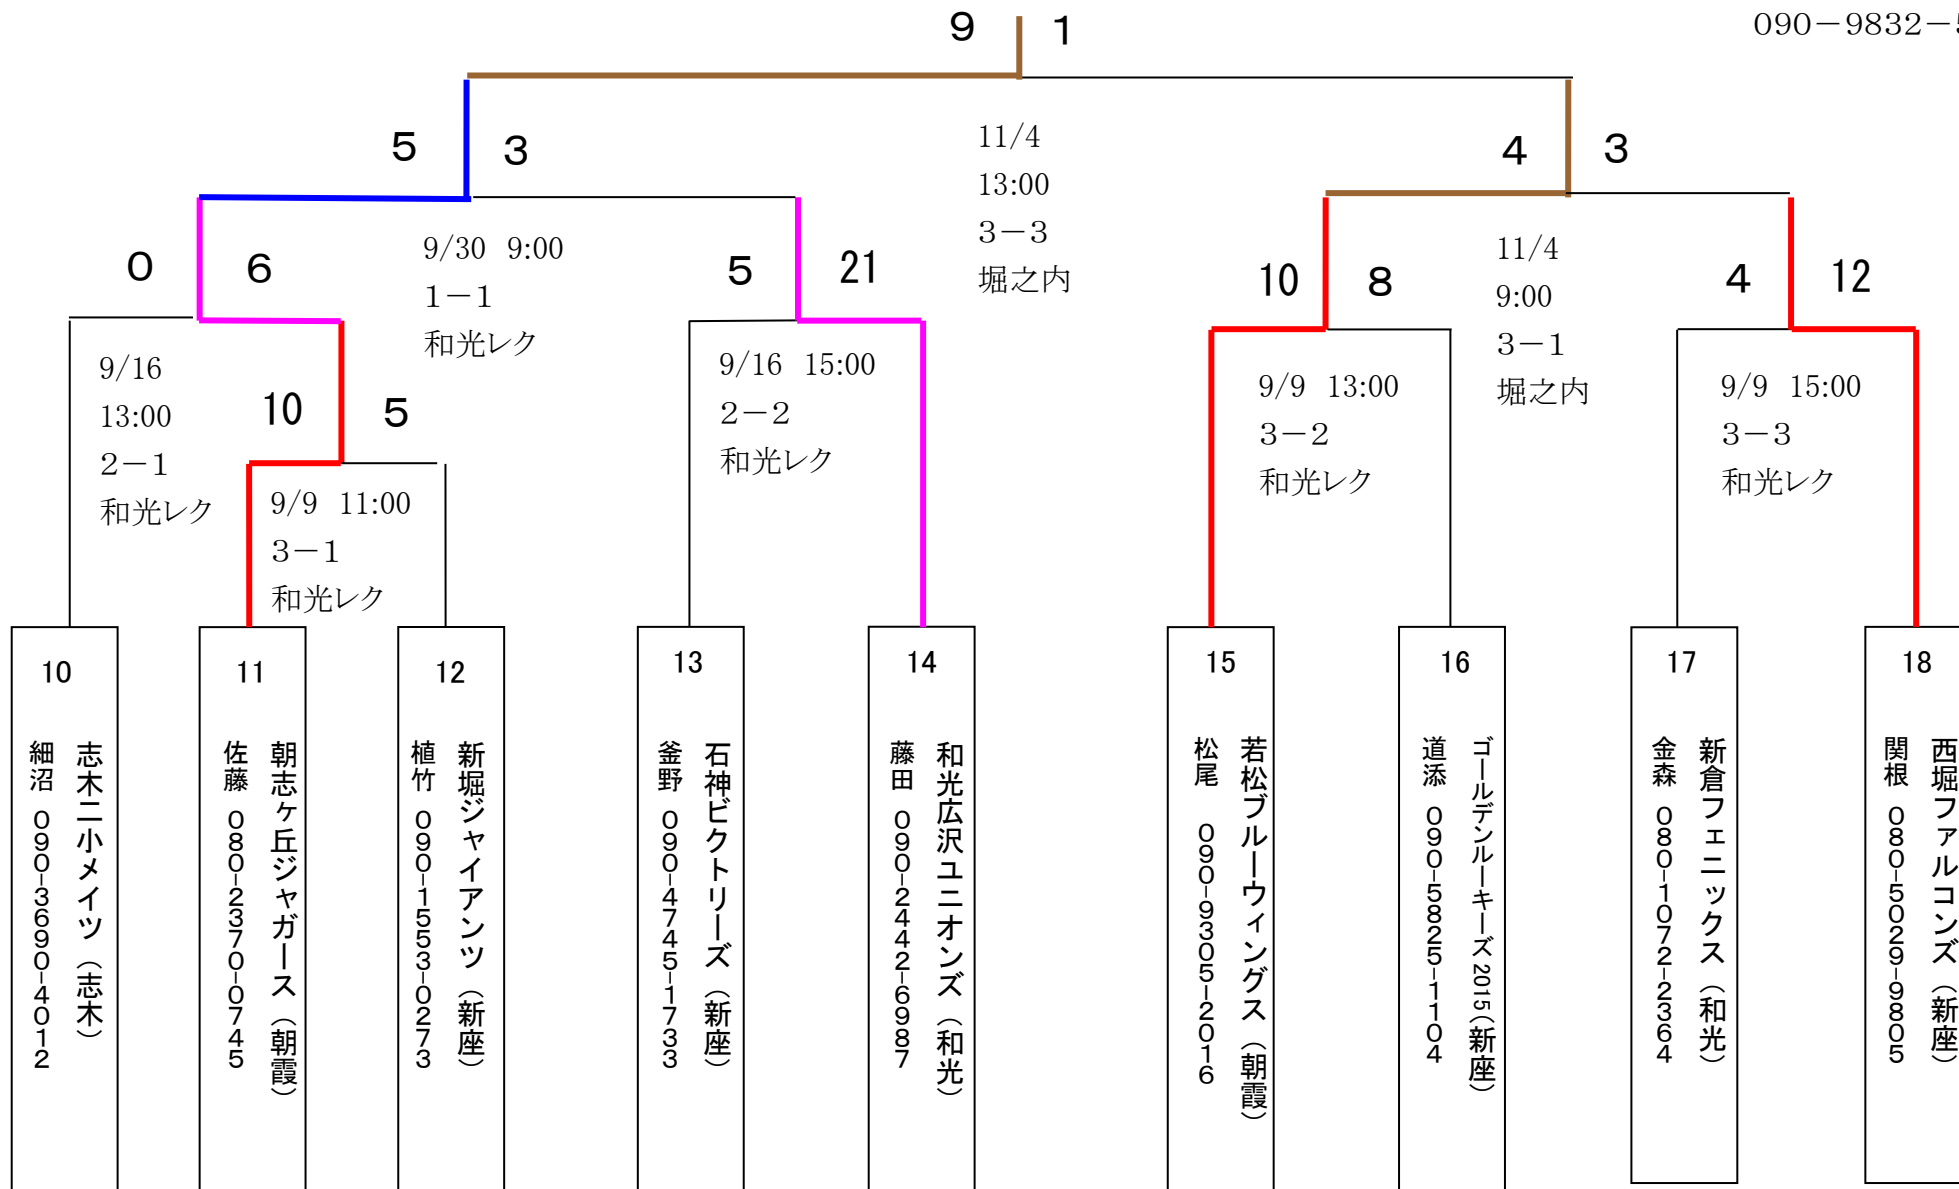 090－9832－5
9 1
5 3
11/4
13:00
3－3
堀之内
4 3
0 6
9/30 9:00
1－1
和光レク
5 21
10 8
11/4
9:00
3－1
堀之内
4 12
9/16
13:00
2－1
和光レク
10 5
9/16 15:00
2－2
和光レク
9/9 13:00
3－2
和光レク
9/9 15:00
3－3
和光レク
9/9 11:00
3－1
和光レク
10
志木二小メイツ（志木）
細沼 090-3690-4012
11
朝志ヶ丘ジャガース（朝霞）
佐藤 080-2370-0745
12
新堀ジャイアンツ（新座）
植竹 090-1553-0273
13
石神ビクトリーズ（新座）
釜野 090-4745-1733
14
和光広沢ユニオンズ（和光）
藤田 090-2442-6987
15
若松ブルーウィングス（朝霞）
松尾 090-9305-2016
16
ゴールデンルーキーズ2015（新座）
道添 090-5825-1104
17
新倉フェニックス（和光）
金森 080-1072-2364
18
西堀ファルコンズ（新座）
関根 080-5029-9805